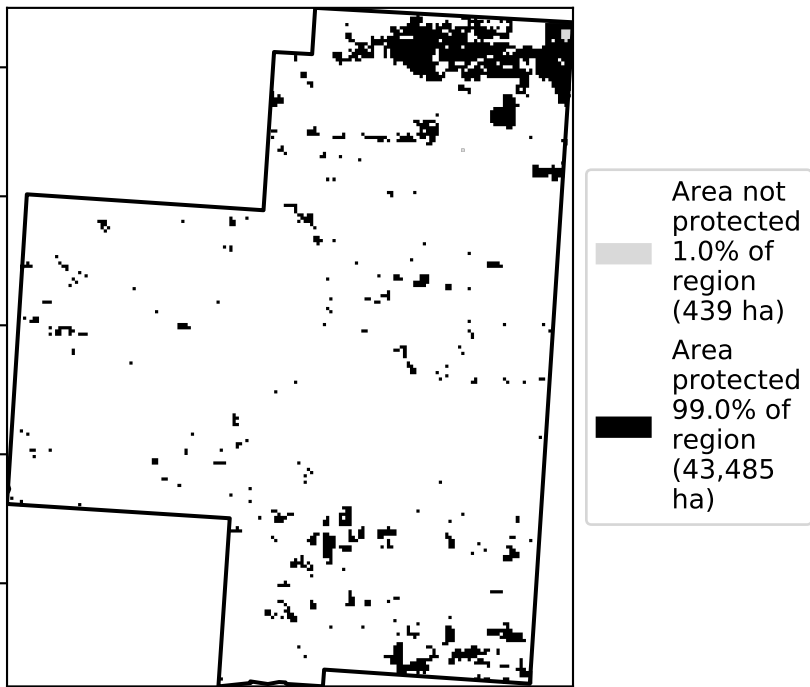 Area not
protected
1.0% of
region
(439 ha)
Area
protected
99.0% of
region
(43,485
ha)